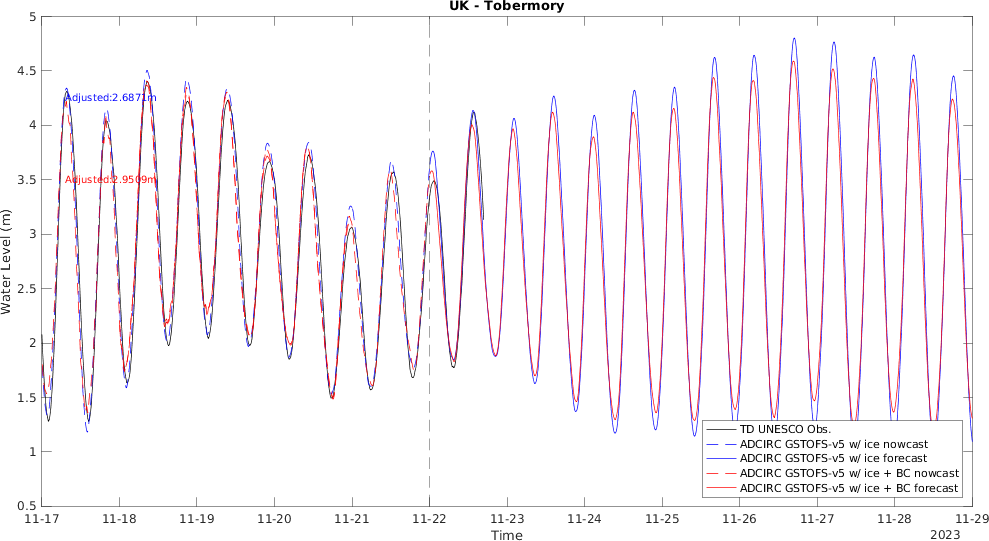 UK - Tobermory
5
4.5
4
3.5
3
2.5
2
1.5
1
0.5
Water Level (m)
Adjusted:2.6871m
Adjusted:2.9509m
TD UNESCO Obs.
ADCIRC GSTOFS-v5 w/ ice nowcast
ADCIRC GSTOFS-v5 w/ ice forecast
ADCIRC GSTOFS-v5 w/ ice + BC nowcast
ADCIRC GSTOFS-v5 w/ ice + BC forecast
11-17 11-18 11-19 11-20 11-21 11-22 11-23 11-24 11-25 11-26 11-27 11-28 11-29
Time
2023